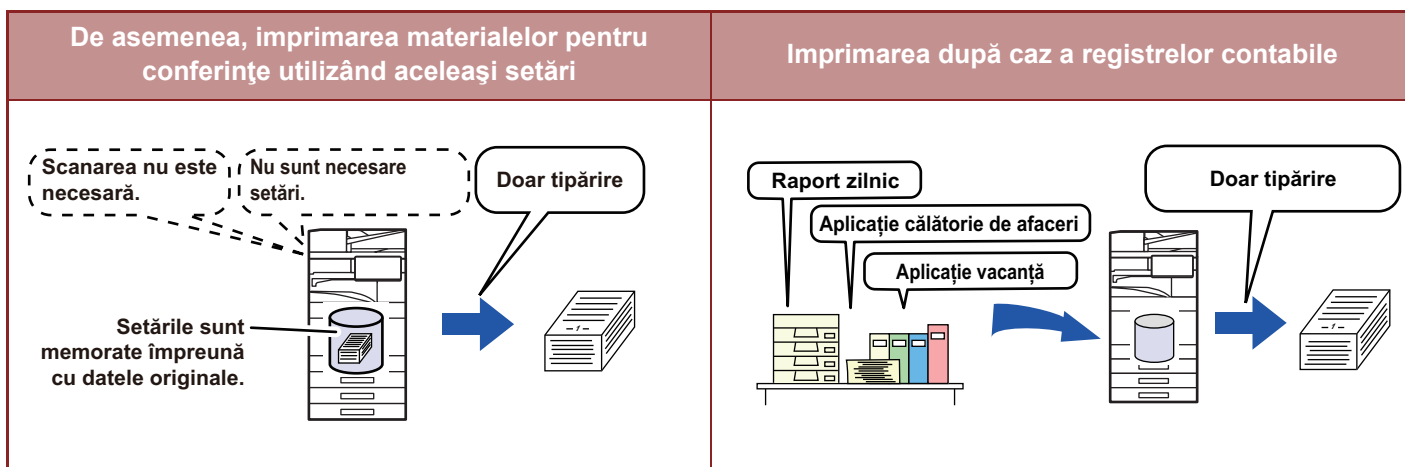 De asemenea, imprimarea materialelor pentru
conferinţe utilizând aceleaşi setări
Imprimarea după caz a registrelor contabile
Scanarea nu este
necesară.
Nu sunt necesare
setări.
Doar tipărire
Setările sunt
memorate împreună
cu datele originale.
-1-
Raport zilnic
Aplicație călătorie de afaceri
Aplicație vacanță
Doar tipărire
-1-